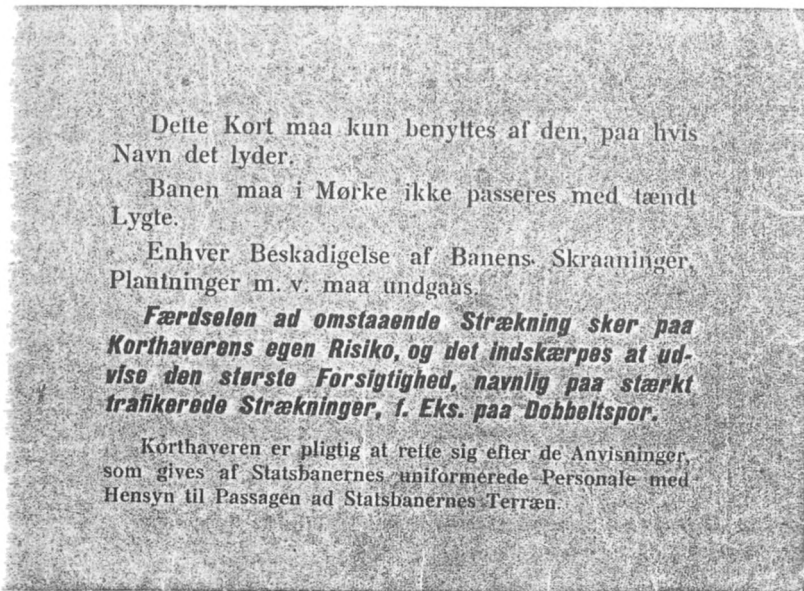 Dette Kort maa kun benyttes af den, paa hvis
Navn det lyder.
Banen maa i Mørke ikke passeres med tændt
Lygte.
Enhver Beskadigelse af Banens Skraaninger,
Plantninger m. v. maa undgaas.
Færdselen ad omstaaende Strækning sker paa
Korthaverens egen Risiko, og det indskærpes at ud-
vise den største Forsigtighed, navnlig paa stærkt
trafikerede Strækninger, f. Eks. paa Dobbeltspor.
Korthaveren er pligtig at rette sig efter de Anvisninger,
som gives af Statsbanernes uniformerede Personale med
Hensyn til Passagen ad Statsbanernes Terræn.